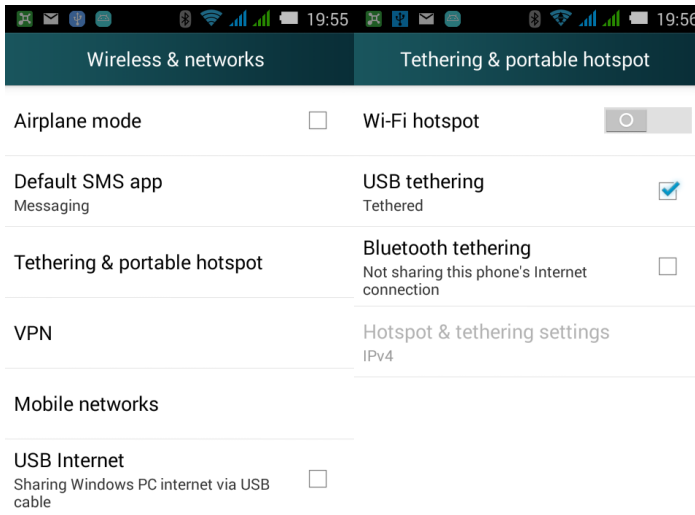 19:55
Wireless & networks
Airplane mode
Default SMS app
Messaging
Tethering & portable hotspot
VPN
Mobile networks
USB Internet
Sharing Windows PC internet via USB
cable
19:56
Tethering & portable hotspot
Wi-Fi hotspot
USB tethering
Tethered
Bluetooth tethering
Not sharing this phone's Internet
connection
Hotspot & tethering settings
IPv4